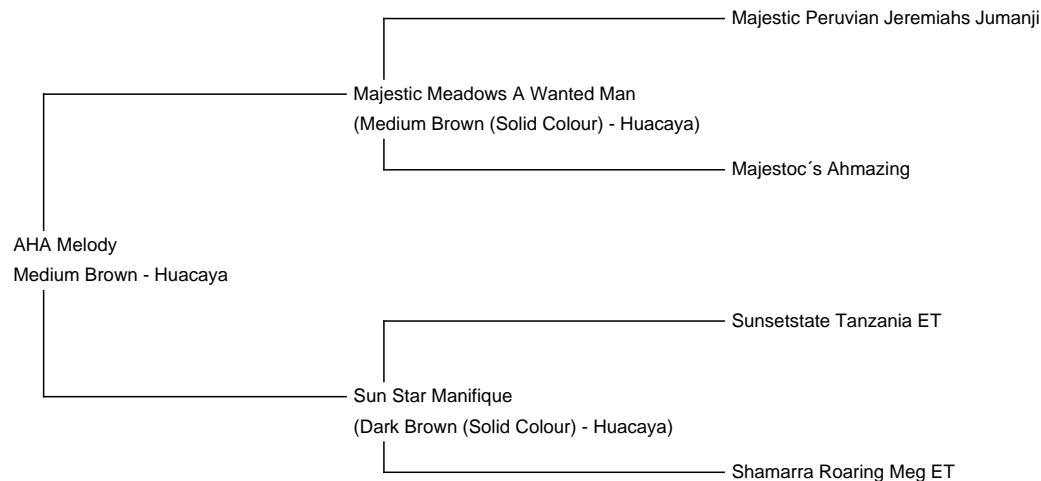 Majestic Peruvian Jeremiahs Jumanji
Majestic Meadows A Wanted Man
(Medium Brown (Solid Colour) - Huacaya)
Majestoc´s Ahmazing
AHA Melody
Medium Brown - Huacaya
Sunsetstate Tanzania ET
Sun Star Manifique
(Dark Brown (Solid Colour) - Huacaya)
Shamarra Roaring Meg ET